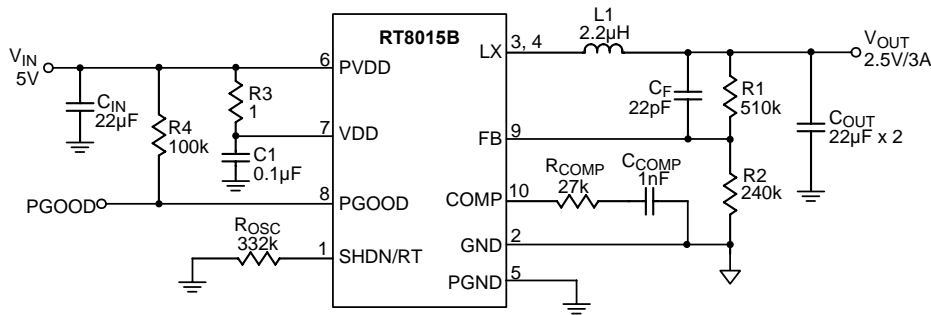 L1
2.2µH
RT8015B
LX
3, 4
VOUT
2.5V/3A
VIN
5V
6
PVDD
CIN
22µF
R4
100k
R3
1
7
VDD
C1
0.1µF
CF
22pF
R1
510k
COUT
22µF x 2
FB
9
R2
240k
PGOOD
8
PGOOD
COMP
10
RCOMP
27k
CCOMP
1nF
ROSC
332k
1
SHDN/RT
GND
2
PGND
5